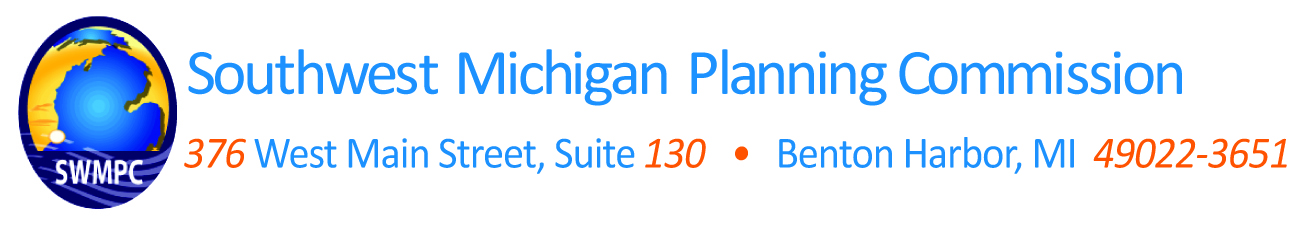 Southwest Michigan Planning Commission
376 West Main Street, Suite 130 • Benton Harbor, MI 49022-3651
SWMPC